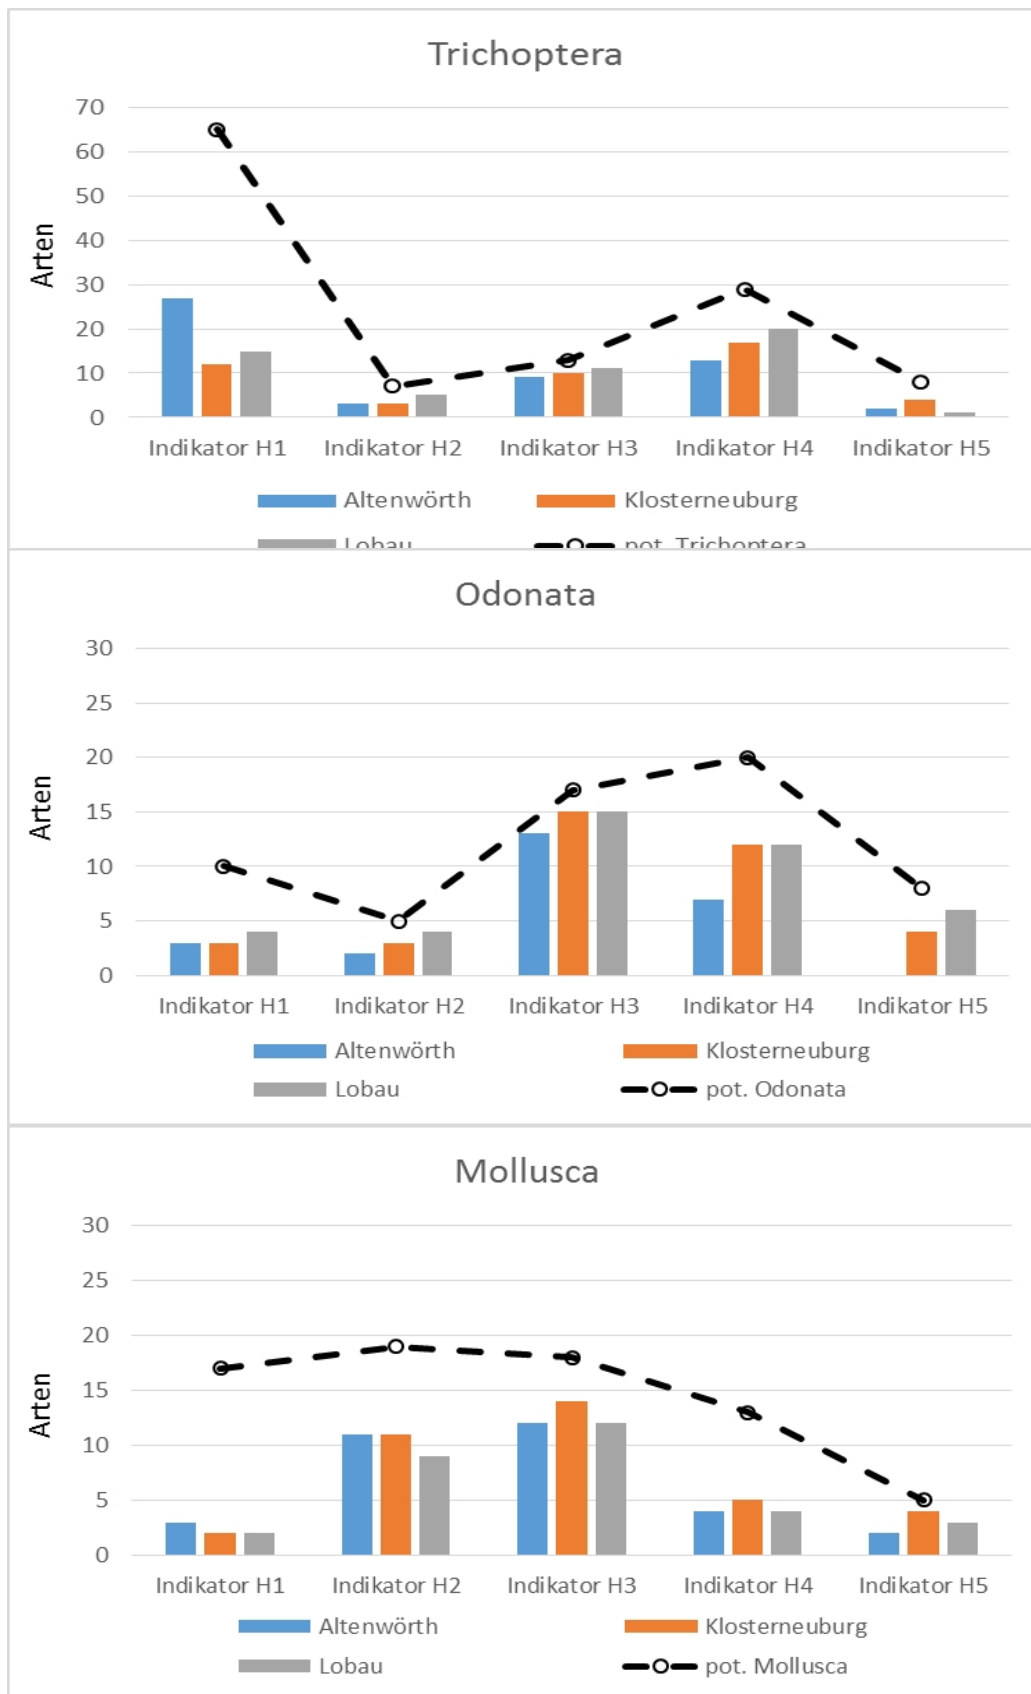 Trichoptera
70
60
50
40
30
20
10
0
Arten
Indikator H1 Indikator H2 Indikator H3 Indikator H4 Indikator H5
Altenwörth Klosterneuburg
Lobau pot. Trichoptera
Odonata
30
25
20
15
10
5
0
Arten
Indikator H1 Indikator H2 Indikator H3 Indikator H4 Indikator H5
Altenwörth Klosterneuburg
Lobau pot. Odonata
Mollusca
30
25
20
15
10
5
0
Arten
Indikator H1 Indikator H2 Indikator H3 Indikator H4 Indikator H5
Altenwörth Klosterneuburg
Lobau pot. Mollusca